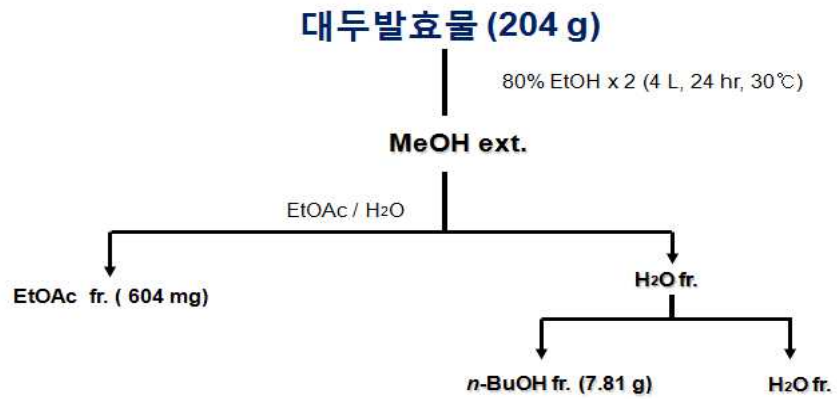 대두발효물 (204 g)
80% EtOH x 2 (4 L, 24 hr, 30℃)
MeOH ext.
EtOAc / H2O
EtOAc fr. ( 604 mg)
H2O fr.
n-BuOH fr. (7.81 g)
H2O fr.